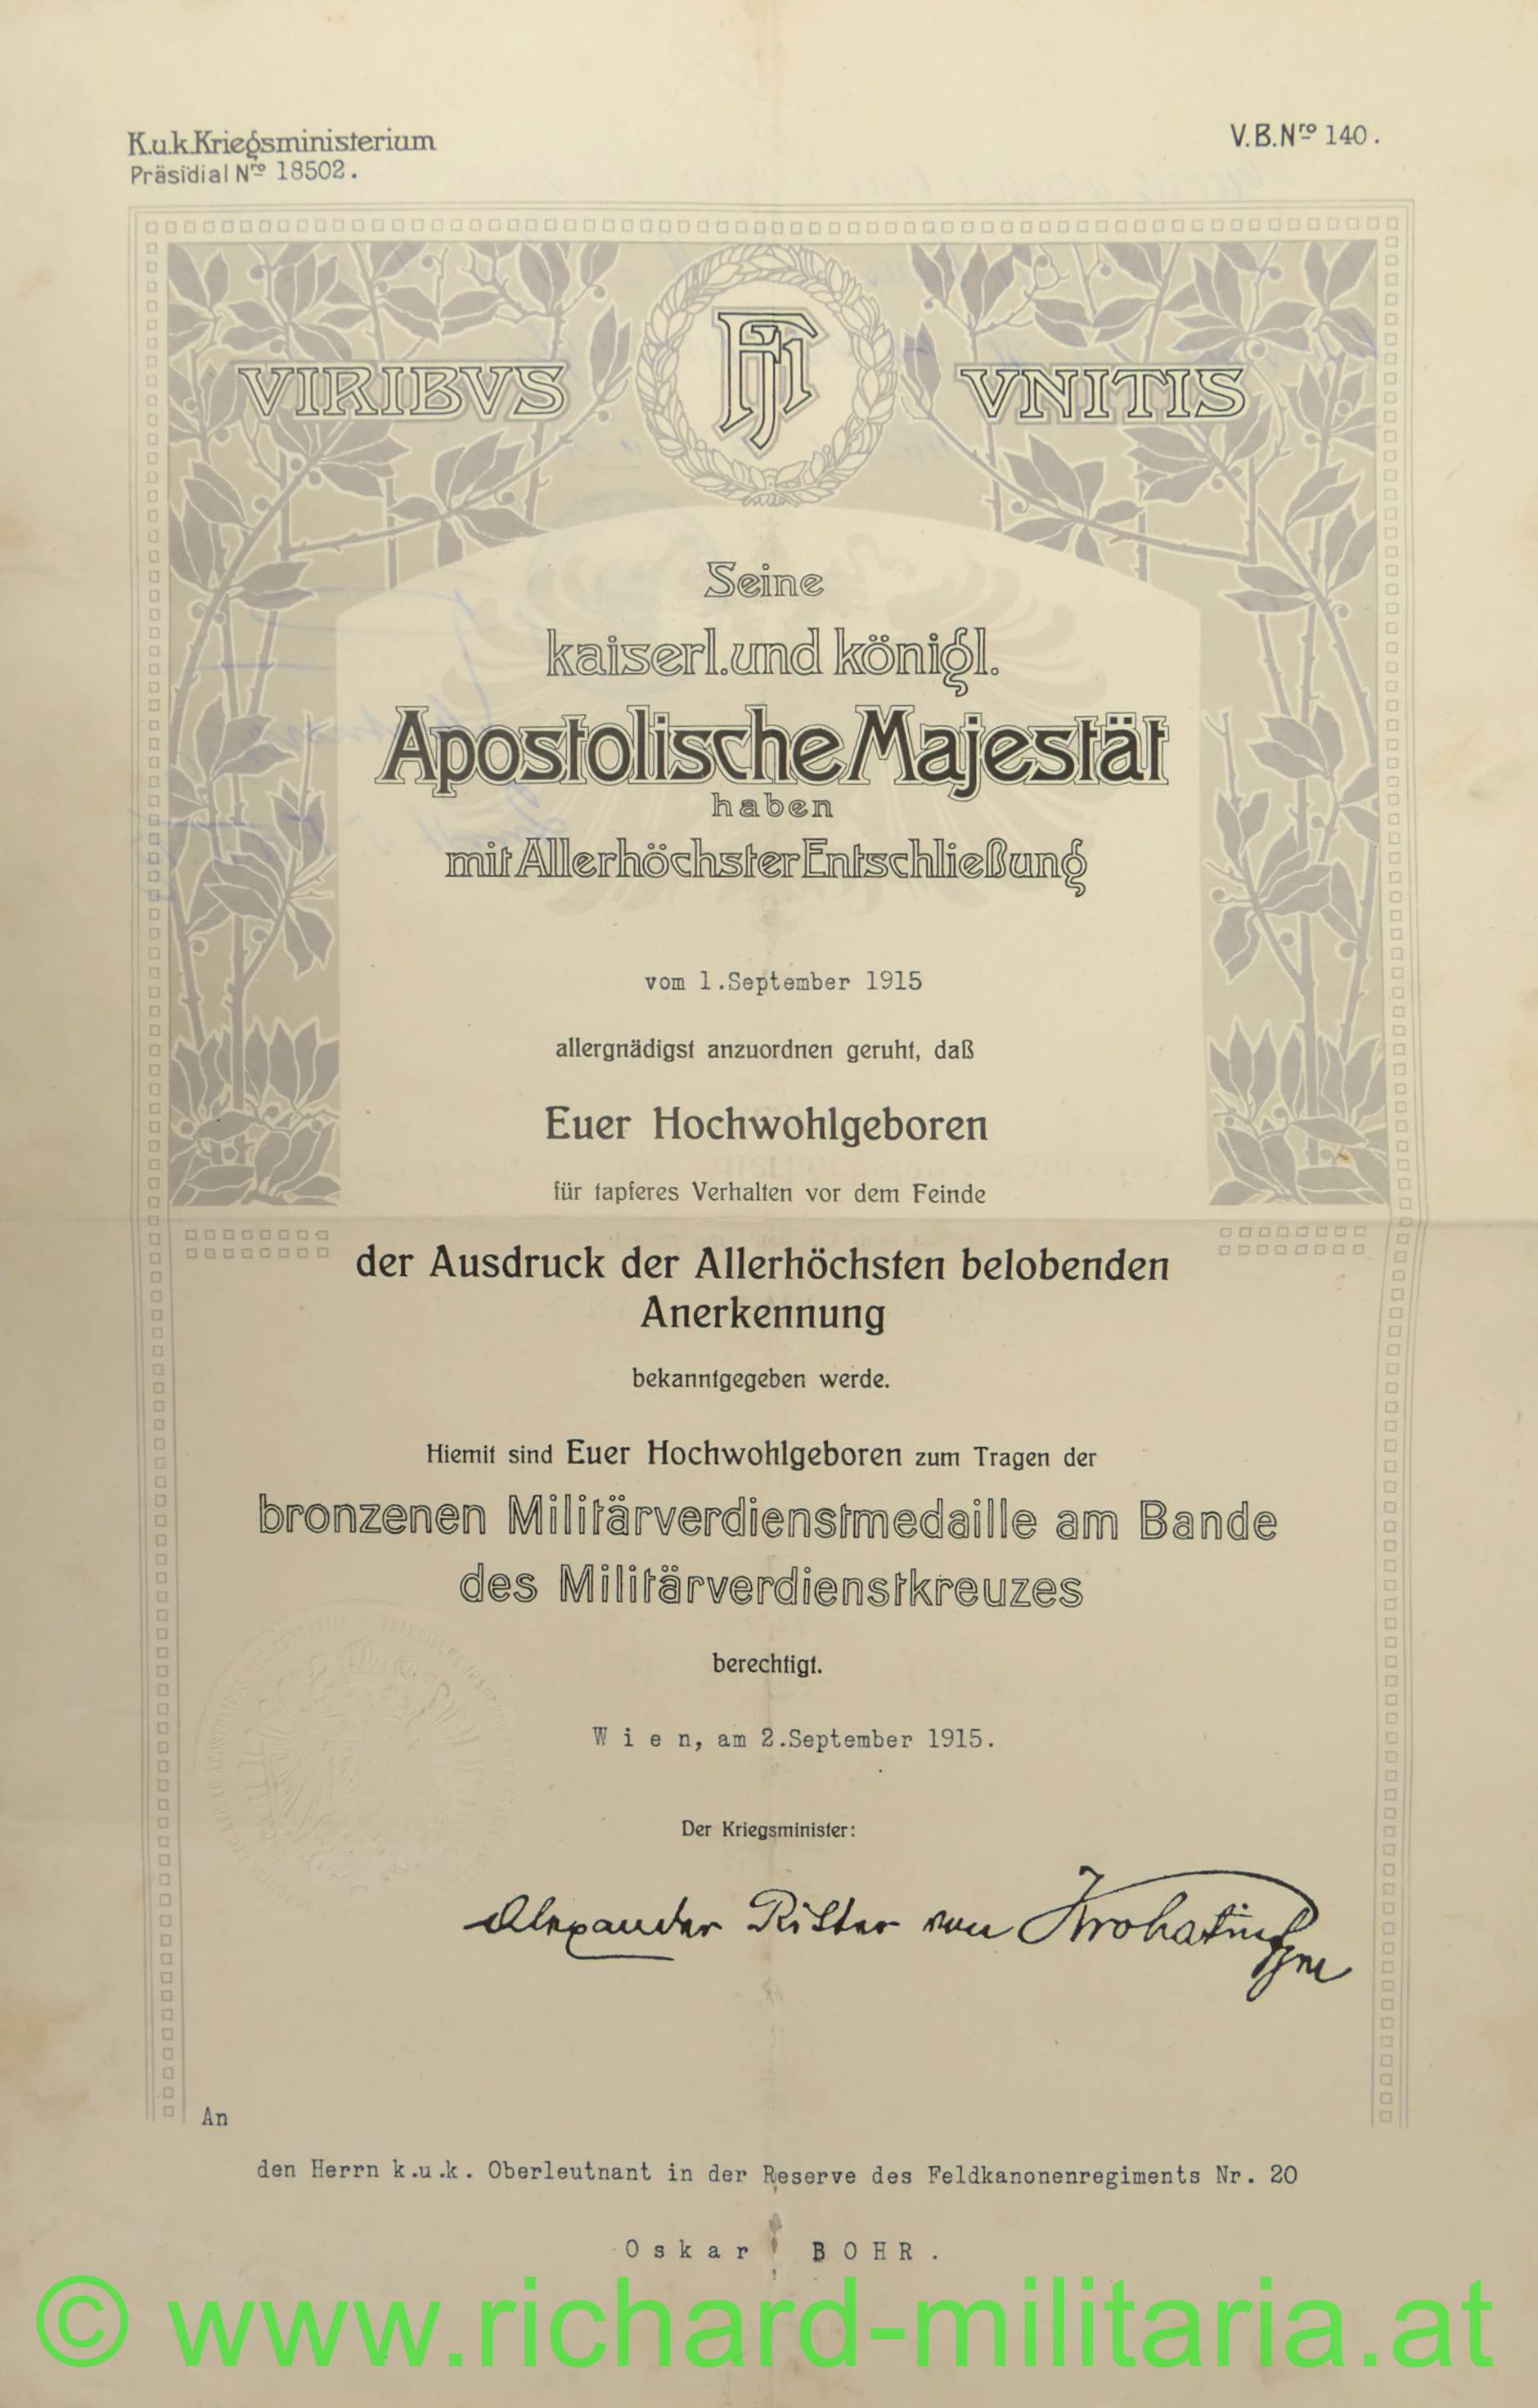 K.u.k.Kriegsministerium
Präsidial Nro 18502.
V.B.Nro 140.
VIRIBVS FJI VNITIS
Seine
kaiserl.und königl.
Apostolische Majestät
haben
mit Allerhöchster Entschließung
vom 1.September 1915
allergnädigst anzuordnen geruht, daß
Euer Hochwohlgeboren
für tapferes Verhalten vor dem Feinde
der Ausdruck der Allerhöchsten belobenden
Anerkennung
bekanntgegeben werde.
Hiemit sind Euer Hochwohlgeboren zum Tragen der
bronzenen Militärverdienstmedaille am Bande
des Militärverdienstkreuzes
berechtigt.
W i e n, am 2.September 1915.
Der Kriegsminister:
Alexander Ritter von Krobatin
An
den Herrn k.u.k. Oberleutnant in der Reserve des Feldkanonenregiments Nr. 20
O s k a r B O H R .
© www.richard-militaria.at